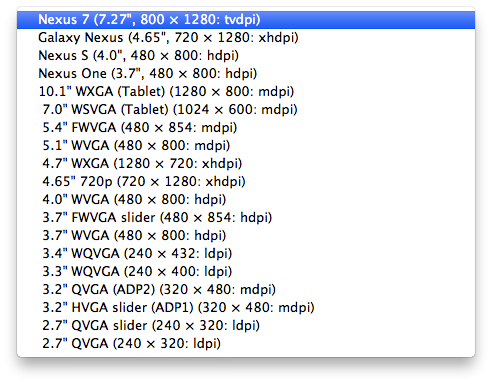 Nexus 7 (7.27", 800 × 1280: tvdpi)
Galaxy Nexus (4.65", 720 × 1280: xhdpi)
Nexus S (4.0", 480 × 800: hdpi)
Nexus One (3.7", 480 × 800: hdpi)
10.1" WXGA (Tablet) (1280 × 800: mdpi)
7.0" WSVGA (Tablet) (1024 × 600: mdpi)
5.4" FWVGA (480 × 854: mdpi)
5.1" WVGA (480 × 800: mdpi)
4.7" WXGA (1280 × 720: xhdpi)
4.65" 720p (720 × 1280: xhdpi)
4.0" WVGA (480 × 800: hdpi)
3.7" FWVGA slider (480 × 854: hdpi)
3.7" WVGA (480 × 800: hdpi)
3.4" WQVGA (240 × 432: ldpi)
3.3" WQVGA (240 × 400: ldpi)
3.2" QVGA (ADP2) (320 × 480: mdpi)
3.2" HVGA slider (ADP1) (320 × 480: mdpi)
2.7" QVGA slider (240 × 320: ldpi)
2.7" QVGA (240 × 320: ldpi)